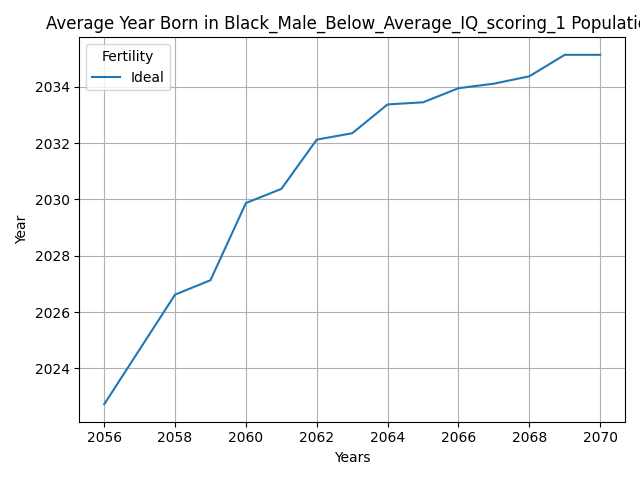 Average Year Born in Black_Male_Below_Average_IQ_scoring_1 Populatio
Fertility
Ideal
2034
2032
2030
2028
2026
2024
Year
2056 2058 2060 2062 2064 2066 2068 2070
Years